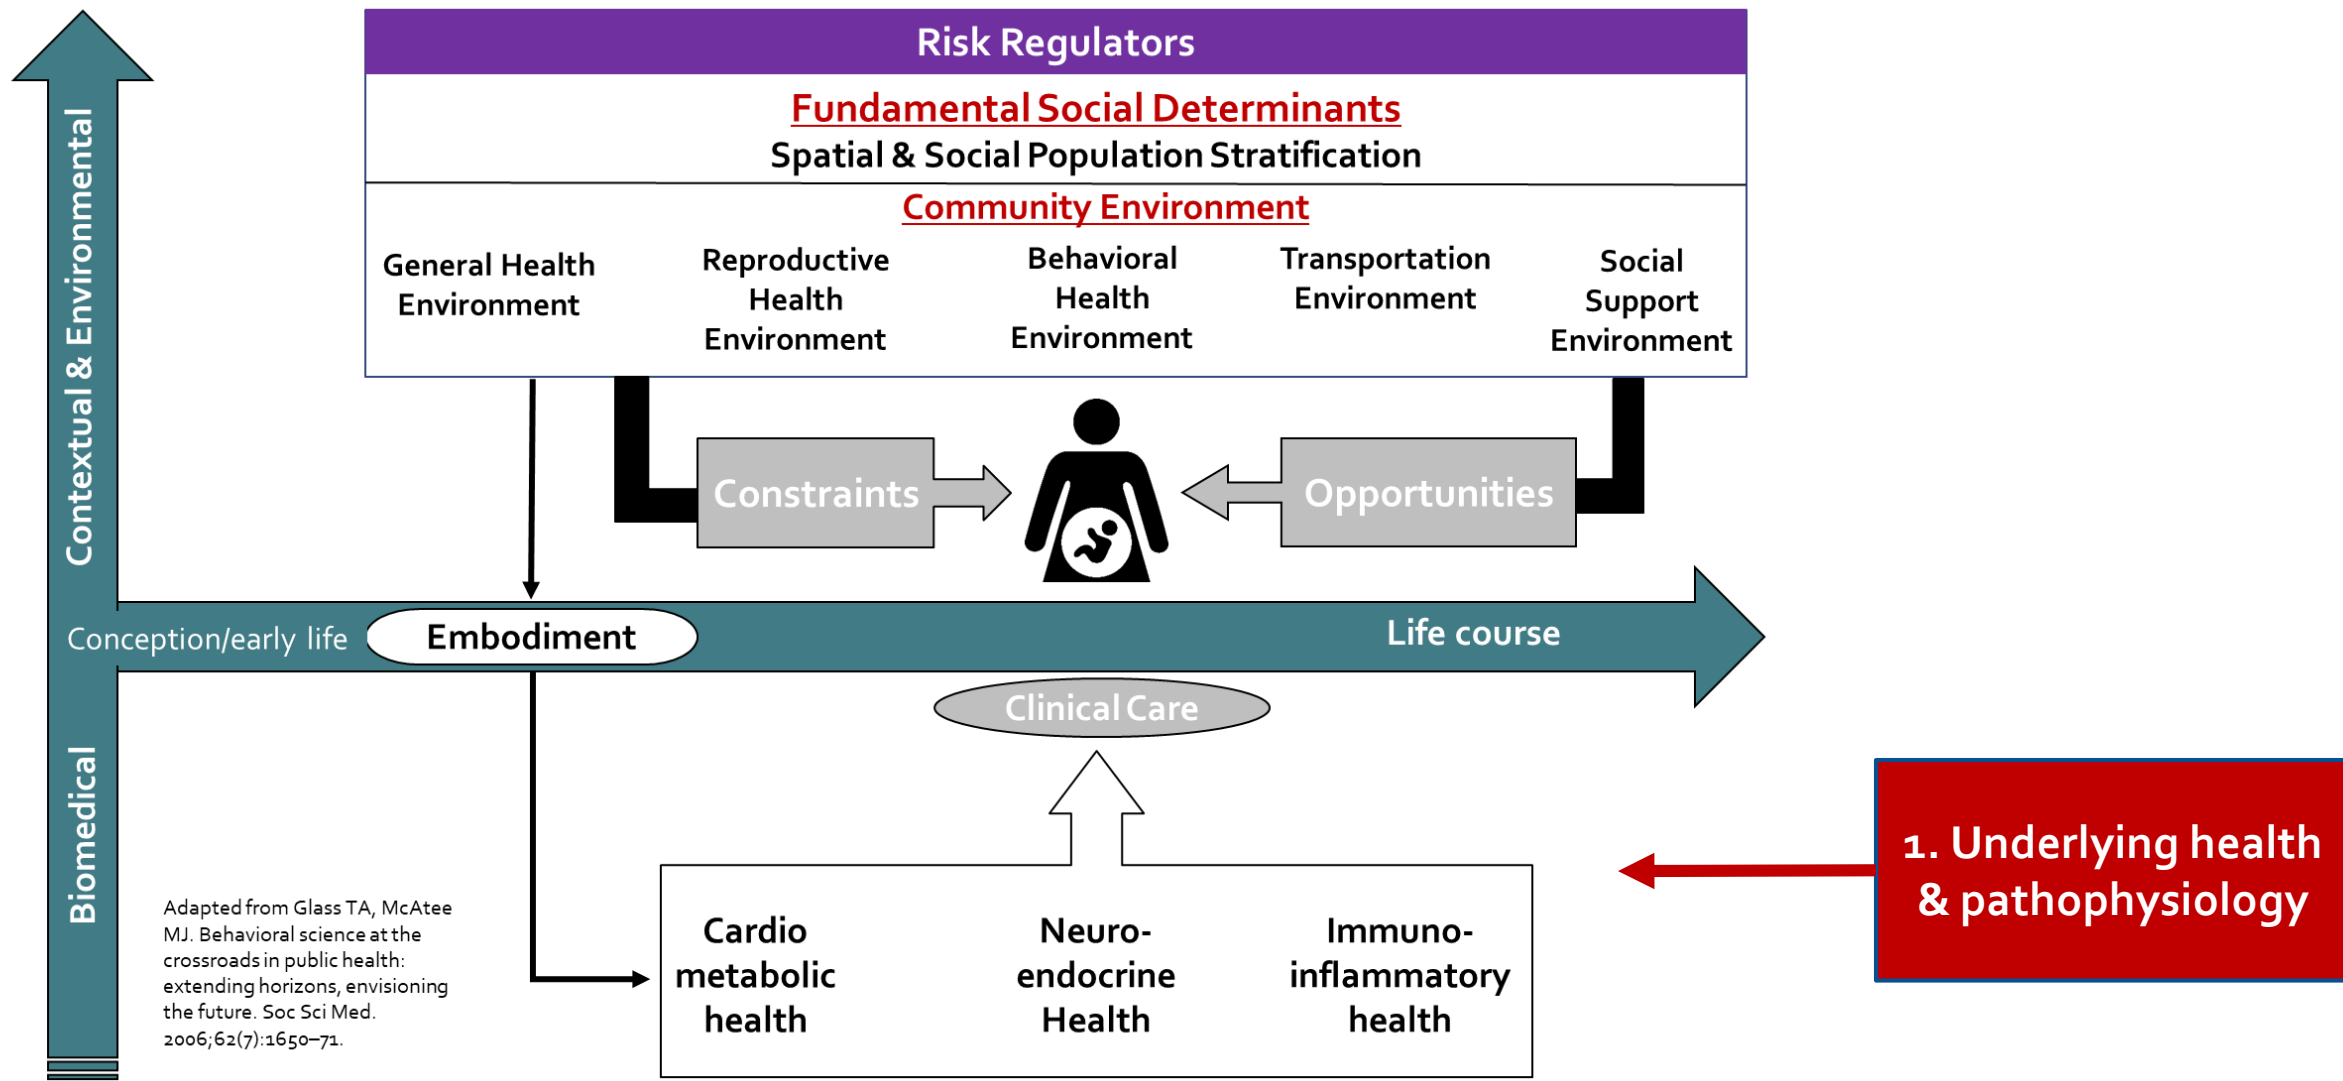 Risk Regulators
Fundamental Social Determinants
Spatial & Social Population Stratification
Community Environment
General Health
Environment
Reproductive
Health
Environment
Behavioral
Health
Environment
Transportation
Environment
Social
Support
Environment
Contextual & Environmental
Constraints
Opportunities
Conception/early life
Embodiment
Life course
Clinical Care
Biomedical
1. Underlying health
& pathophysiology
Adapted from Glass TA, McAtee
MJ. Behavioral science at the
crossroads in public health:
extending horizons, envisioning
the future. Soc Sci Med.
2006;62(7):1650–71.
Cardio
metabolic
health
Neuro-
endocrine
Health
Immuno-
inflammatory
health